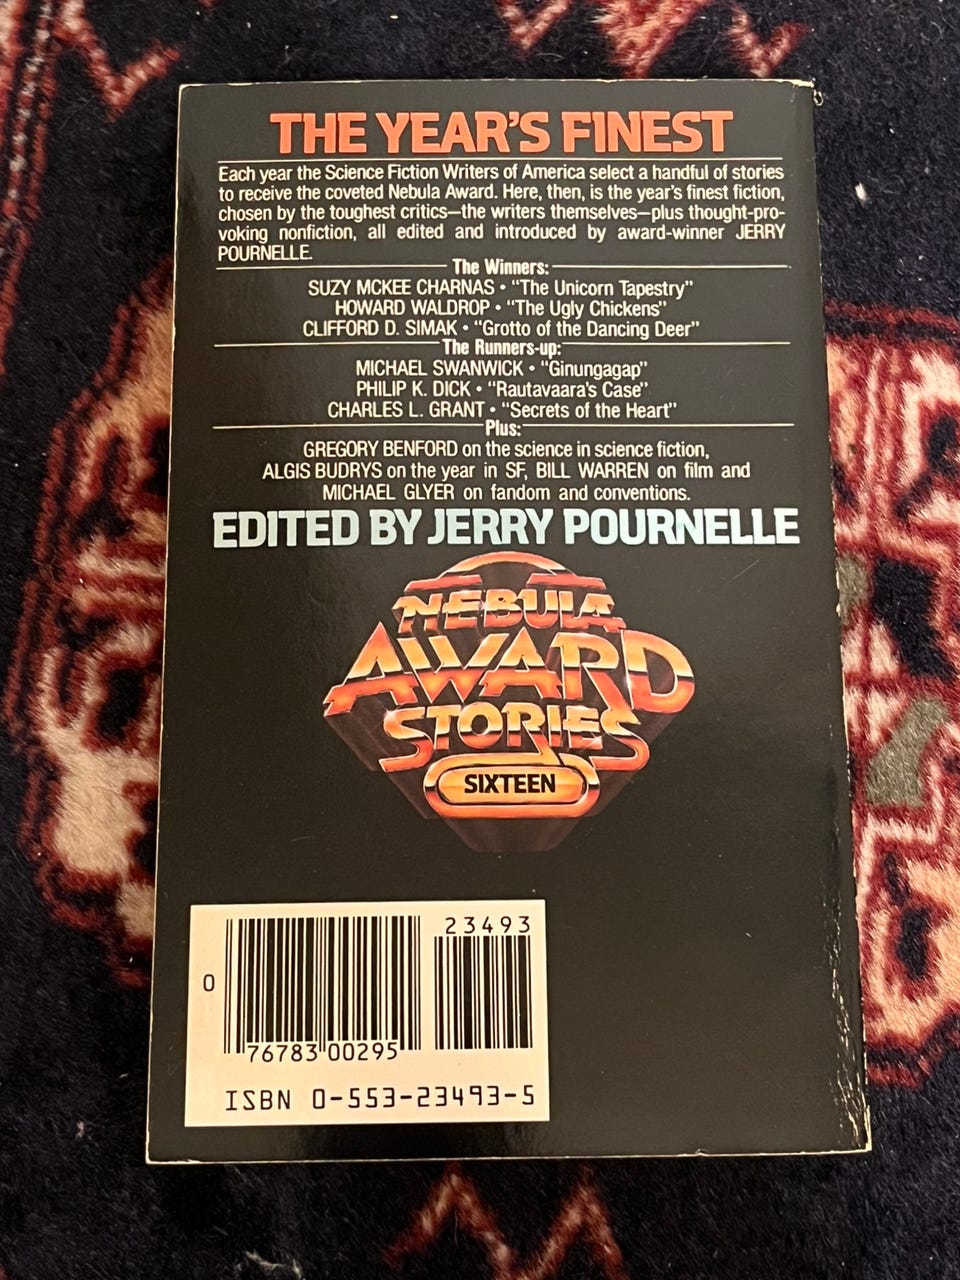 THE YEAR'S FINEST
Each year the Science Fiction Writers of America select a handful of stories
to receive the coveted Nebula Award. Here, then, is the year's finest fiction,
chosen by the toughest critics—the writers themselves—plus thought-pro-
voking nonfiction, all edited and introduced by award-winner JERRY
POURNELLE.
The Winners:
SUZY MCKEE CHARNAS • "The Unicorn Tapestry"
HOWARD WALDROP • "The Ugly Chickens"
CLIFFORD D. SIMAK • "Grotto of the Dancing Deer"
The Runners-up:
MICHAEL SWANWICK • "Ginungagap"
PHILIP K. DICK • "Rautavaara's Case"
CHARLES L. GRANT • "Secrets of the Heart"
Plus:
GREGORY BENFORD on the science in science fiction,
ALGIS BUDRYS on the year in SF, BILL WARREN on film and
MICHAEL GLYER on fandom and conventions.
EDITED BY JERRY POURNELLE
NEBULA
AWARD
STORIES
SIXTEEN
23493
0
76783 00295
ISBN 0-553-23493-5